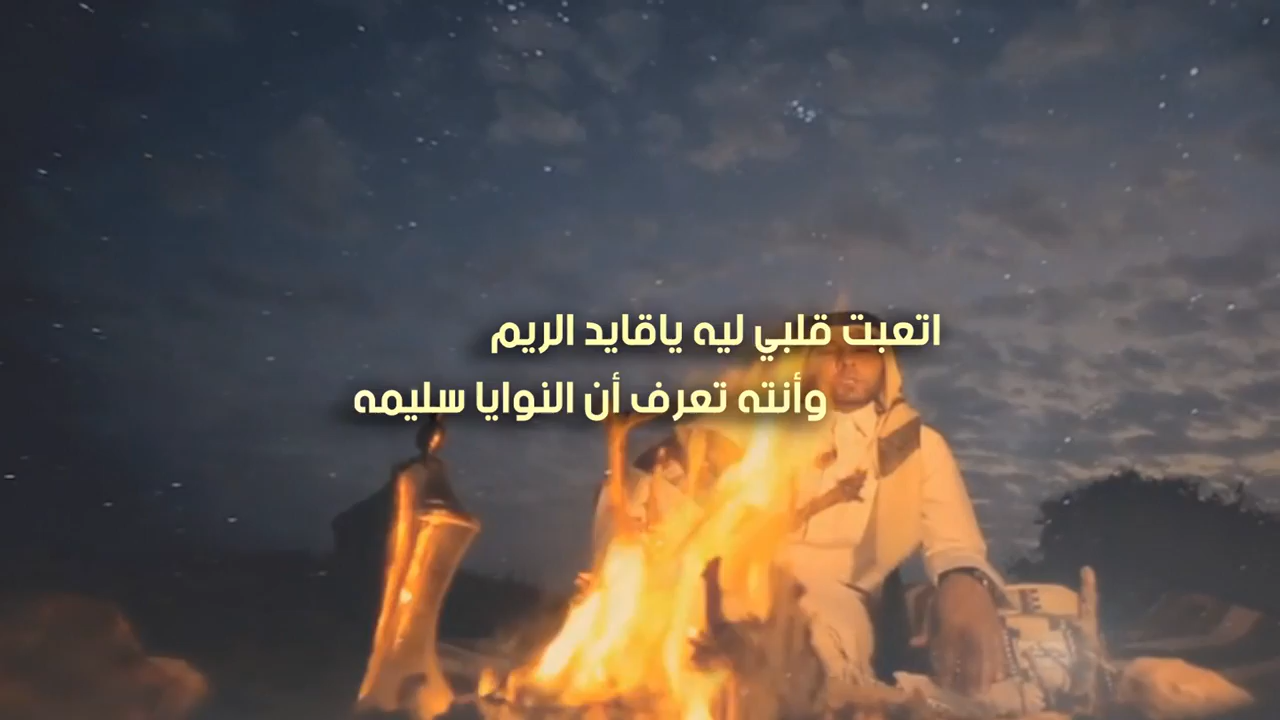 اتعبت قلبي ليه ياقايد الريم
وأنته تعرف أن النوايا سليمه